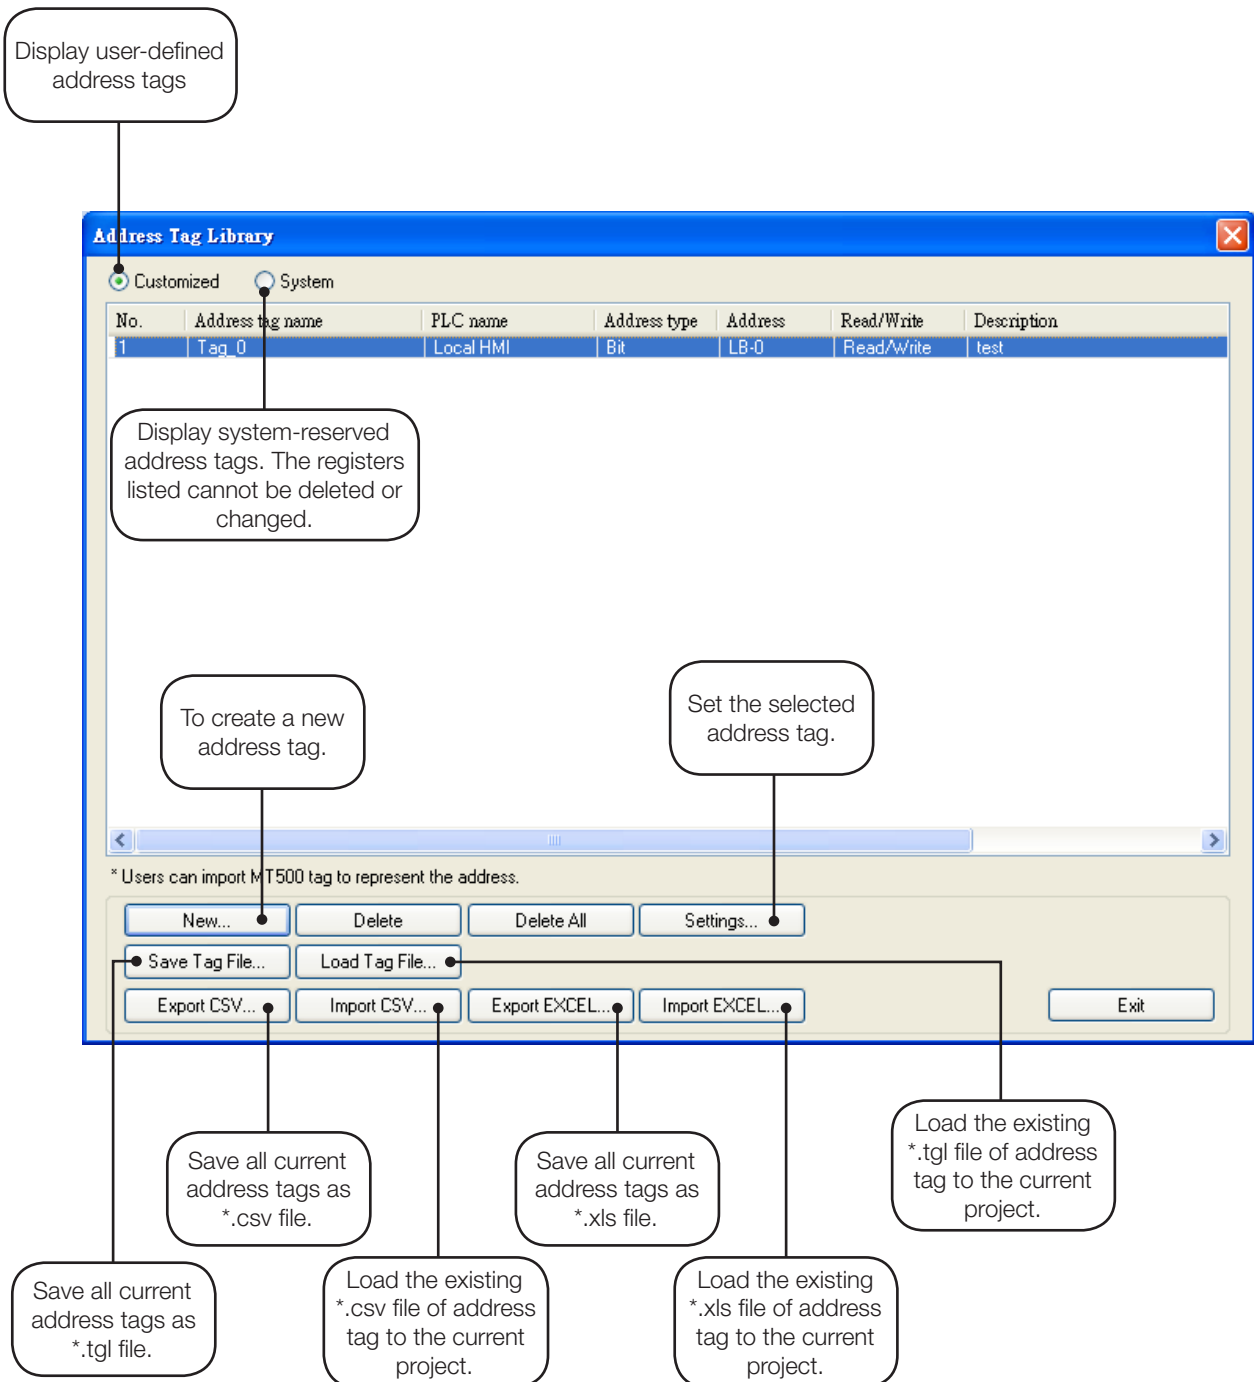 Display user-defined
address tags
Address Tag Library
Customized System
No. Address tag name PLC name Address type Address Read/Write Description
1 Tag_0 Local HMI Bit LB-0 Read/Write test
Display system-reserved
address tags. The registers
listed cannot be deleted or
changed.
To create a new
address tag.
Set the selected
address tag.
* Users can import MT500 tag to represent the address.
New... Delete Delete All Settings...
Save Tag File... Load Tag File...
Export CSV... Import CSV... Export EXCEL... Import EXCEL... Exit
Save all current
address tags as
*.csv file.
Save all current
address tags as
*.xls file.
Load the existing
*.tgl file of address
tag to the current
project.
Save all current
address tags as
*.tgl file.
Load the existing
*.csv file of address
tag to the current
project.
Load the existing
*.xls file of address
tag to the current
project.